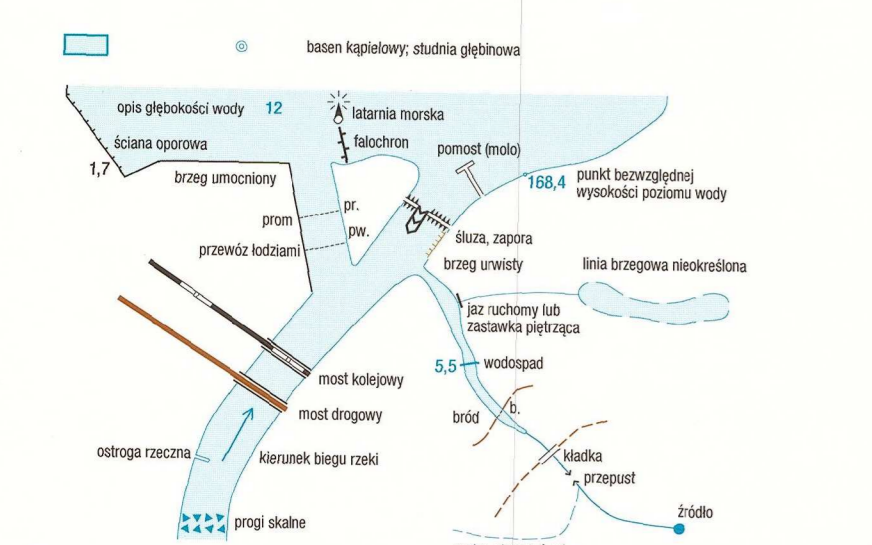 basen kąpielowy; studnia głębinowa
opis głębokości wody 12
latarnia morska
falochron
ściana oporowa
1,7
brzeg umocniony
pomost (molo)
168,4 punkt bezwzględnej
wysokości poziomu wody
prom
pr.
przewóz łodziami
pw.
śluza, zapora
brzeg urwisty
linia brzegowa nieokreślona
jaz ruchomy lub
zastawka piętrząca
5,5 wodospad
most kolejowy
most drogowy
bród
b.
ostroga rzeczna
kierunek biegu rzeki
kładka
przepust
źródło
progi skalne